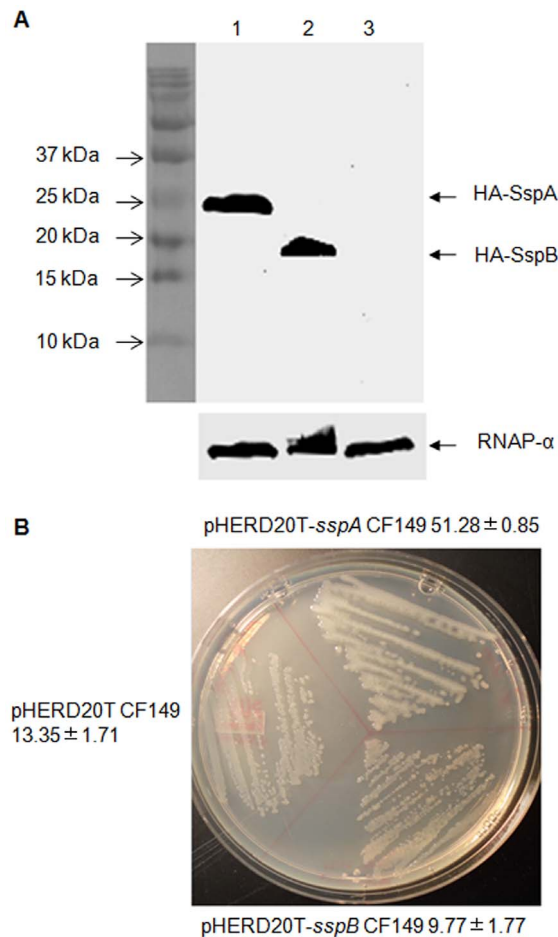 A
1 2 3
37 kDa
25 kDa
20 kDa
15 kDa
10 kDa
HA-SspA
HA-SspB
RNAP-α
B
pHERD20T-sspA CF149 51.28 ± 0.85
pHERD20T CF149
13.35 ± 1.71
pHERD20T-sspB CF149 9.77 ± 1.77